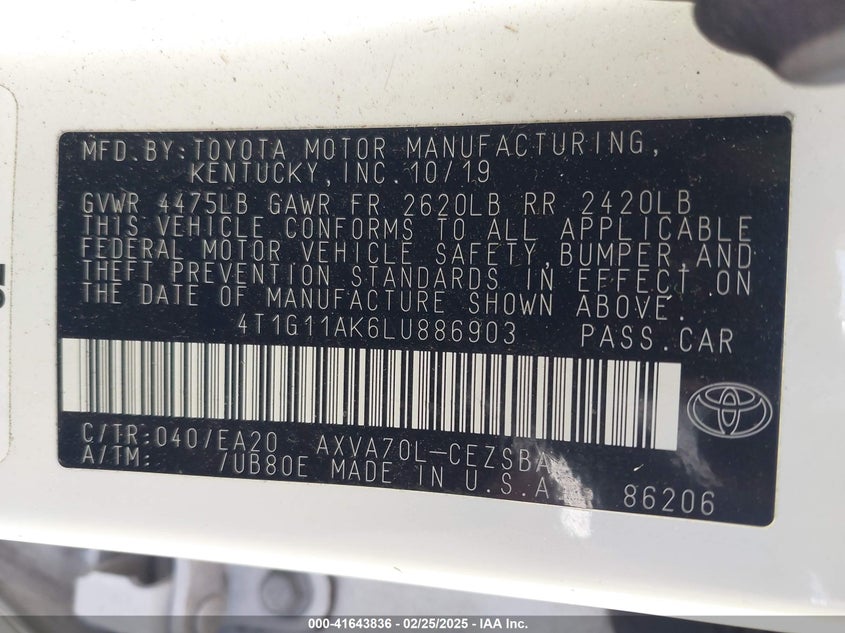 MFD.BY:TOYOTA MOTOR MANUFACTURING,
KENTUCKY,INC.10/19
GVWR 4475LB GAWR FR 2620LB RR 2420LB
THIS VEHICLE CONFORMS TO ALL APPLICABLE
FEDERAL MOTOR VEHICLE SAFETY,BUMPER,AND
THEFT PREVENTION STANDARDS IN EFFECT ON
THE DATE OF MANUFACTURE SHOWN ABOVE.
4T1G11AK6LU886903 PASS.CAR
C/TR:040/EA20 AXVA70L-CEZSBA
A/TM: /UB80E MADE IN U.S.A. 86206
000-41643836 - 02/25/2025 - IAA Inc.